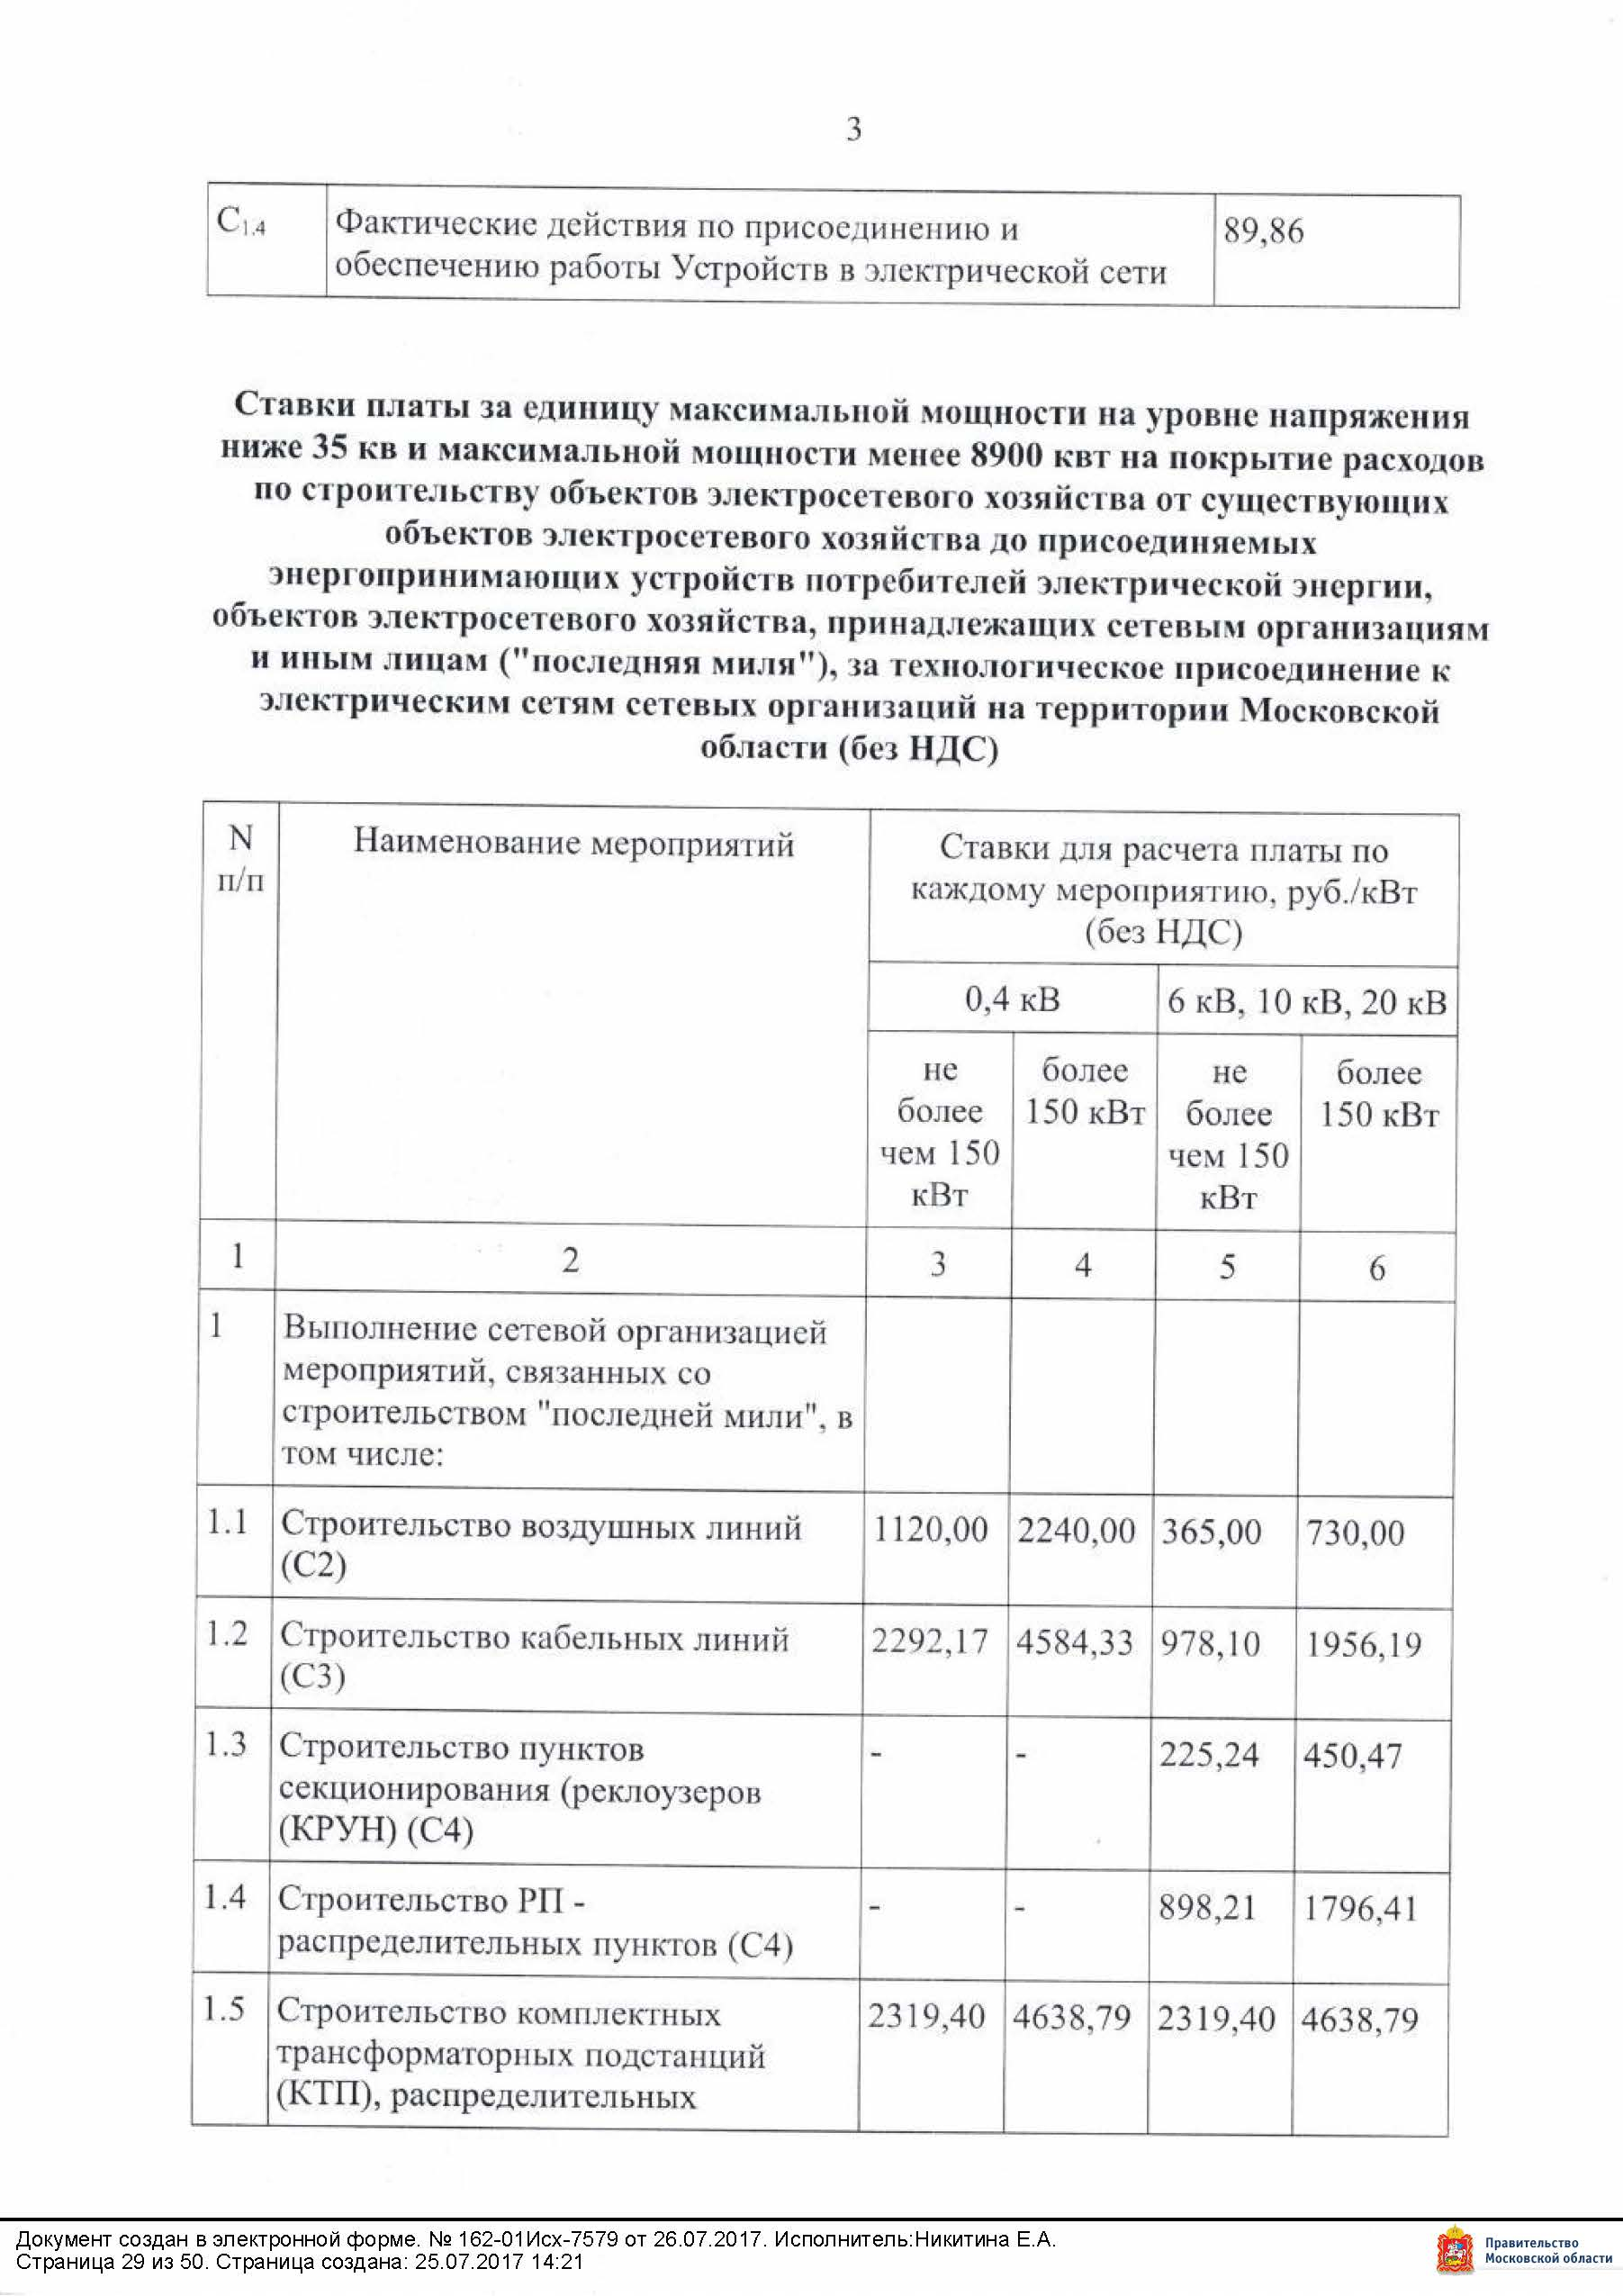 3
С1.4
Фактические действия по присоединению и
обеспечению работы Устройств в электрической сети
89,86
Ставки платы за единицу максимальной мощности на уровне напряжения
ниже 35 кв и максимальной мощности менее 8900 квт на покрытие расходов
по строительству объектов электросетевого хозяйства от существующих
объектов электросетевого хозяйства до присоединяемых
энергопринимающих устройств потребителей электрической энергии,
объектов электросетевого хозяйства, принадлежащих сетевым организациям
и иным лицам ("последняя миля"), за технологическое присоединение к
электрическим сетям сетевых организаций на территории Московской
области (без НДС)
N
п/п
Наименование мероприятий
Ставки для расчета платы по
каждому мероприятию, руб./кВт
(без НДС)
0,4 кВ
6 кВ, 10 кВ, 20 кВ
не
более
чем 150
кВт
более
150 кВт
не
более
чем 150
кВт
более
150 кВт
1 2 3 4 5 6
1
Выполнение сетевой организацией
мероприятий, связанных со
строительством "последней мили", в
том числе:
1.1 Строительство воздушных линий 1120,00 2240,00 365,00 730,00
(С2)
1.2 Строительство кабельных линий 2292,17 4584,33 978,10 1956,19
(С3)
1.3 Строительство пунктов - - 225,24 450,47
секционирования (реклоузеров
(КРУН) (С4)
1.4 Строительство РП - - - 898,21 1796,41
распределительных пунктов (С4)
1.5 Строительство комплектных 2319,40 4638,79 2319,40 4638,79
трансформаторных подстанций
(КТП), распределительных
Документ создан в электронной форме. № 162-01Исх-7579 от 26.07.2017. Исполнитель:Никитина Е.А.
Страница 29 из 50. Страница создана: 25.07.2017 14:21
Правительство
Московской области